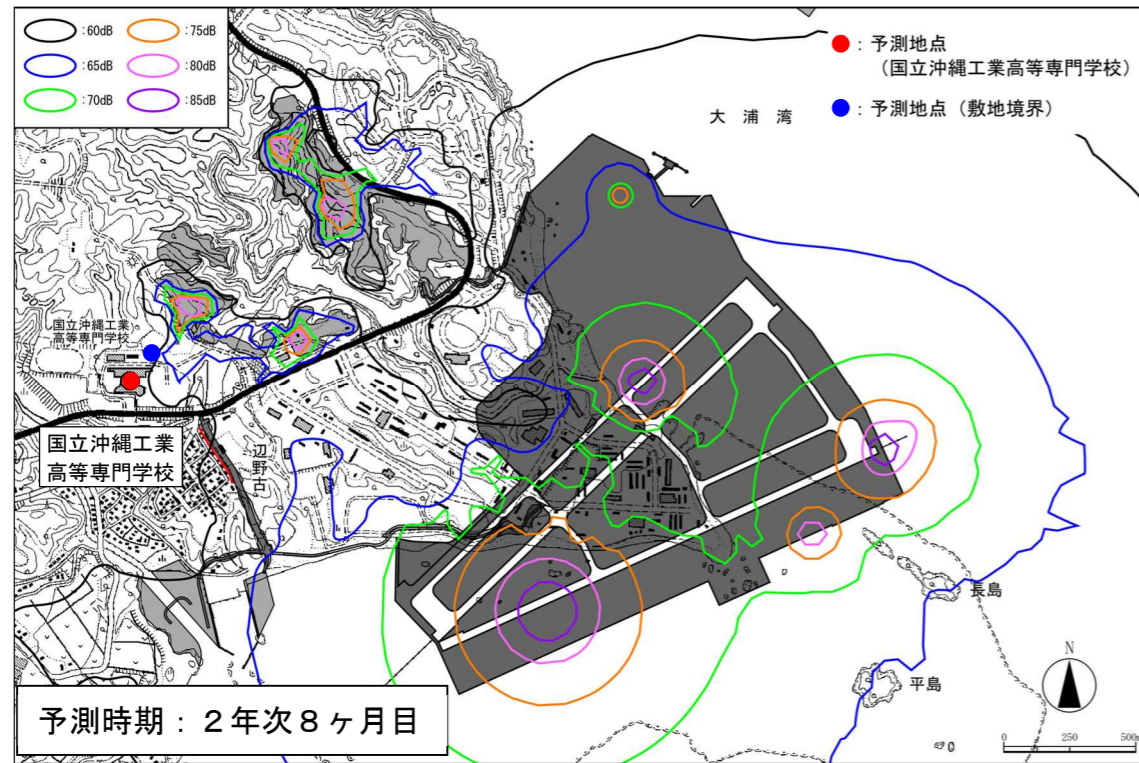 :60dB
:75dB
:65dB
:80dB
:70dB
:85dB
:予測地点
(国立沖縄工業高等専門学校)
:予測地点(敷地境界)
大浦湾
国立沖縄工業
高等専門学校
国立沖縄工業
高等専門学校
辺野古
長島
平島
N
0 250 500m
予測時期:2年次8ヶ月目